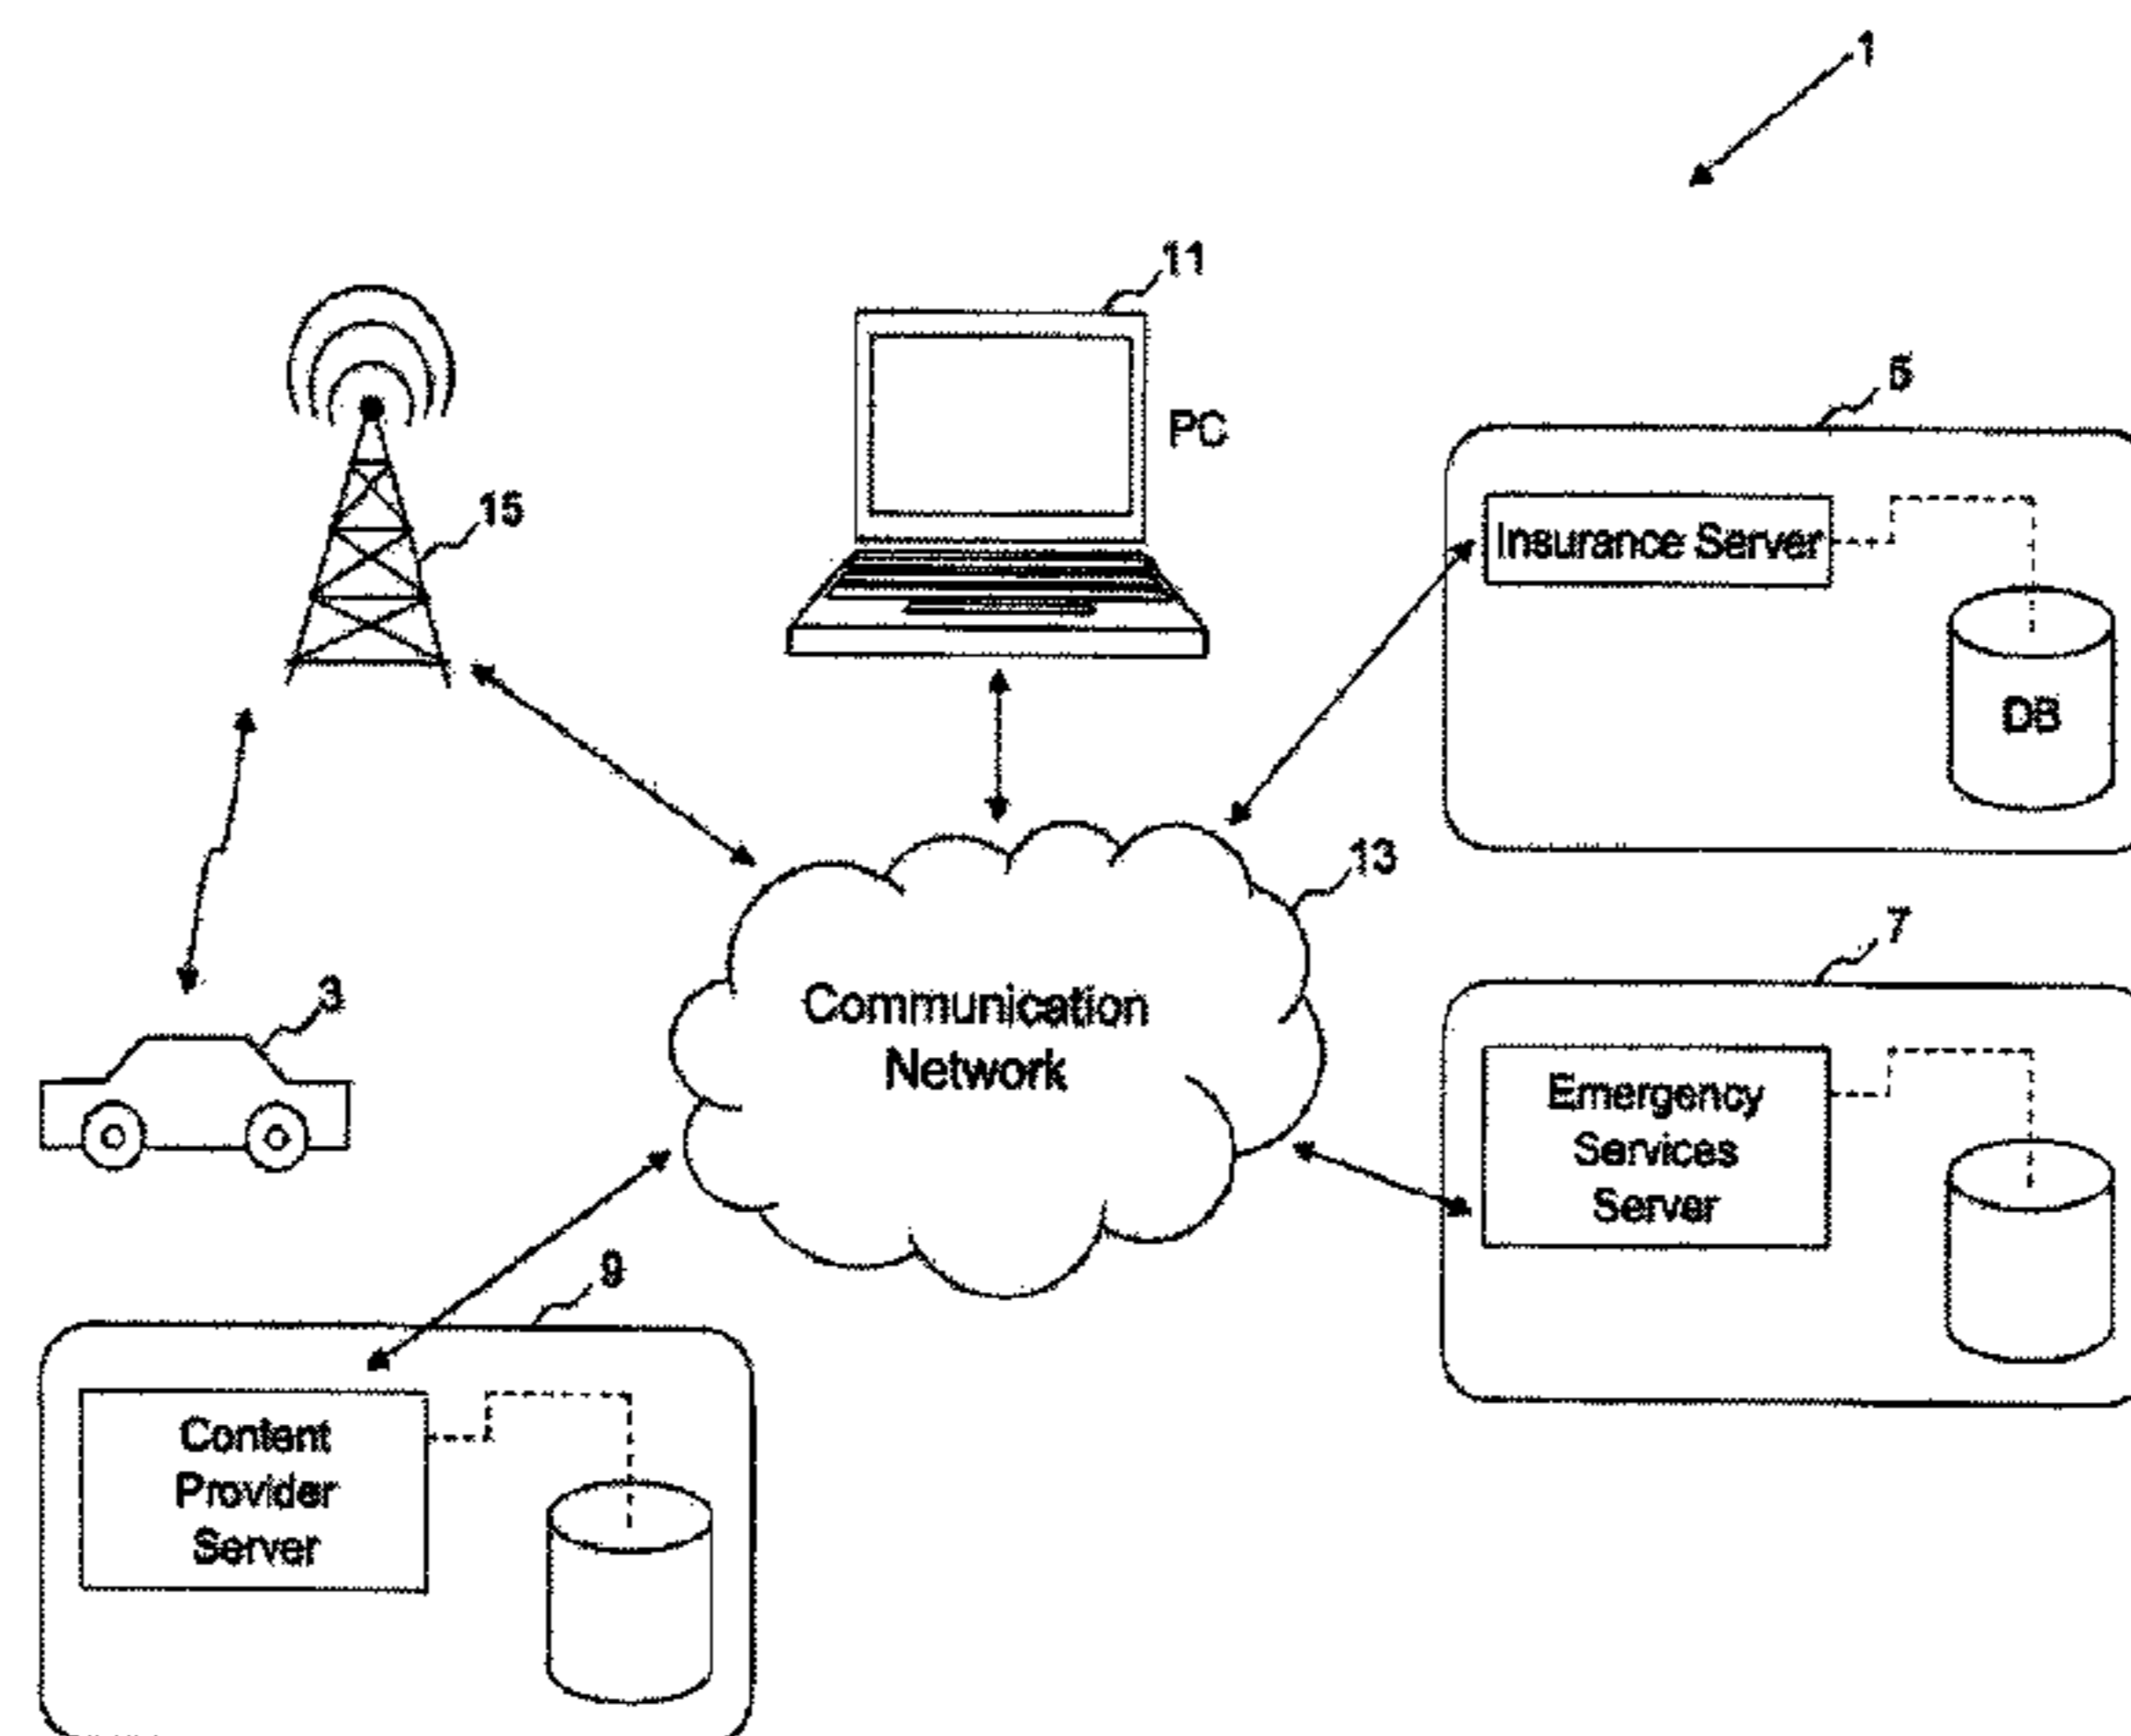 1
11
PC
15
5
Insurance Server
DB
13
Communication
Network
7
3
Emergency
Services
Server
9
Content
Provider
Server